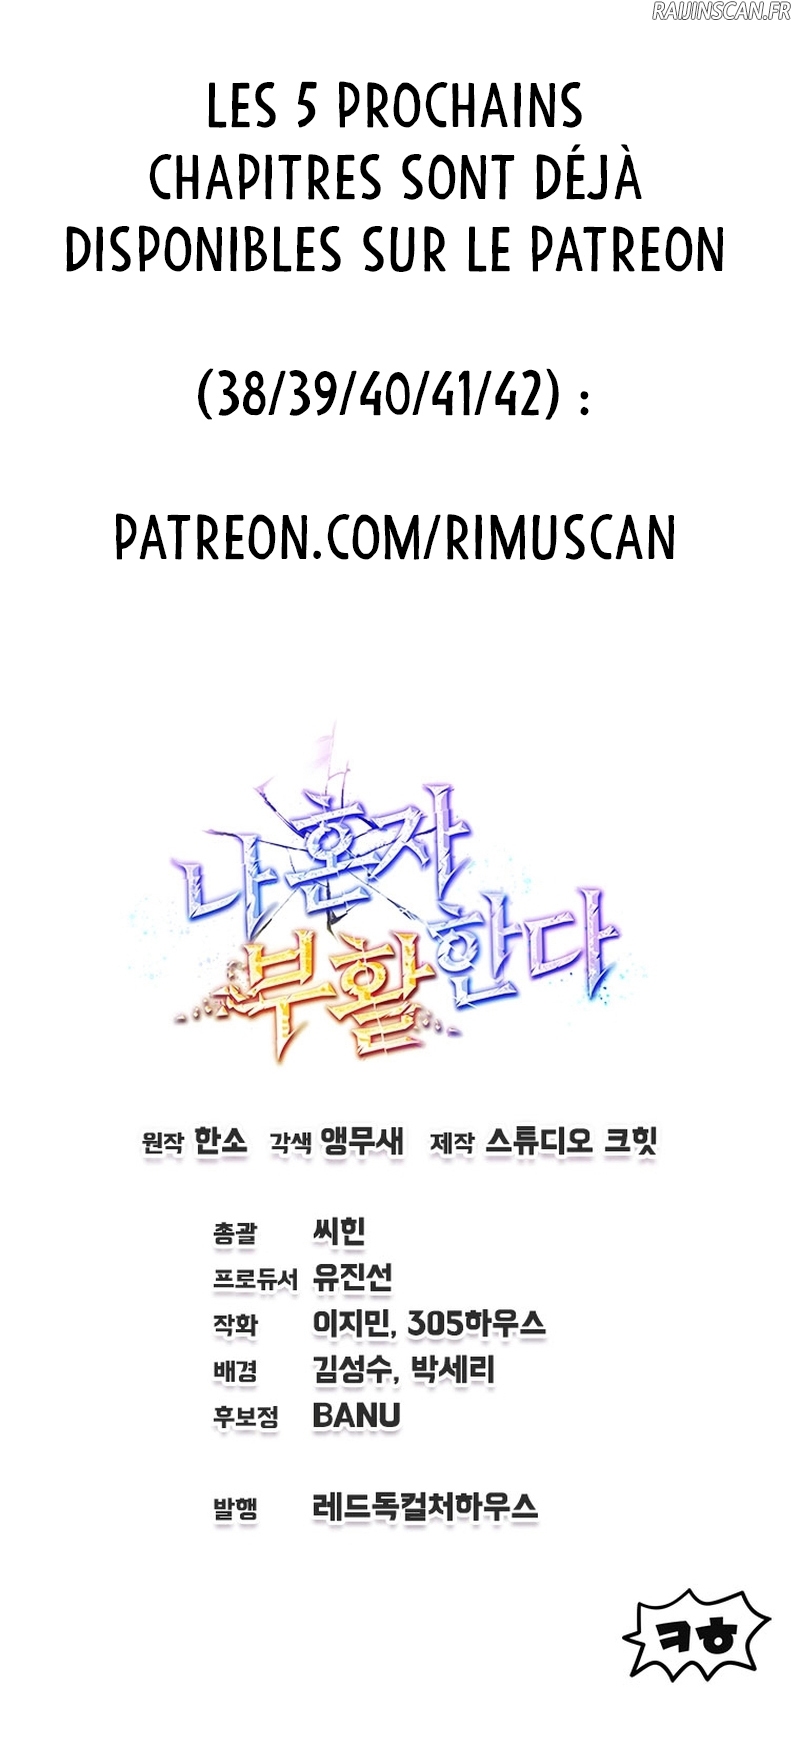 RAIJINSCAN.FR
LES 5 PROCHAINS
CHAPITRES SONT DÉJÀ
DISPONIBLES SUR LE PATREON
(38/39/40/41/42) :
PATREON.COM/RIMUSCAN
나 혼자
부활한다
원작 한소 각색 앵무새 제작 스튜디오 크힛
총괄 씨힌
프로듀서 유진선
작화 이지민, 305하우스
배경 김성수, 박세리
후보정 BANU
발행 레드독컬처하우스
ㅋㅎ